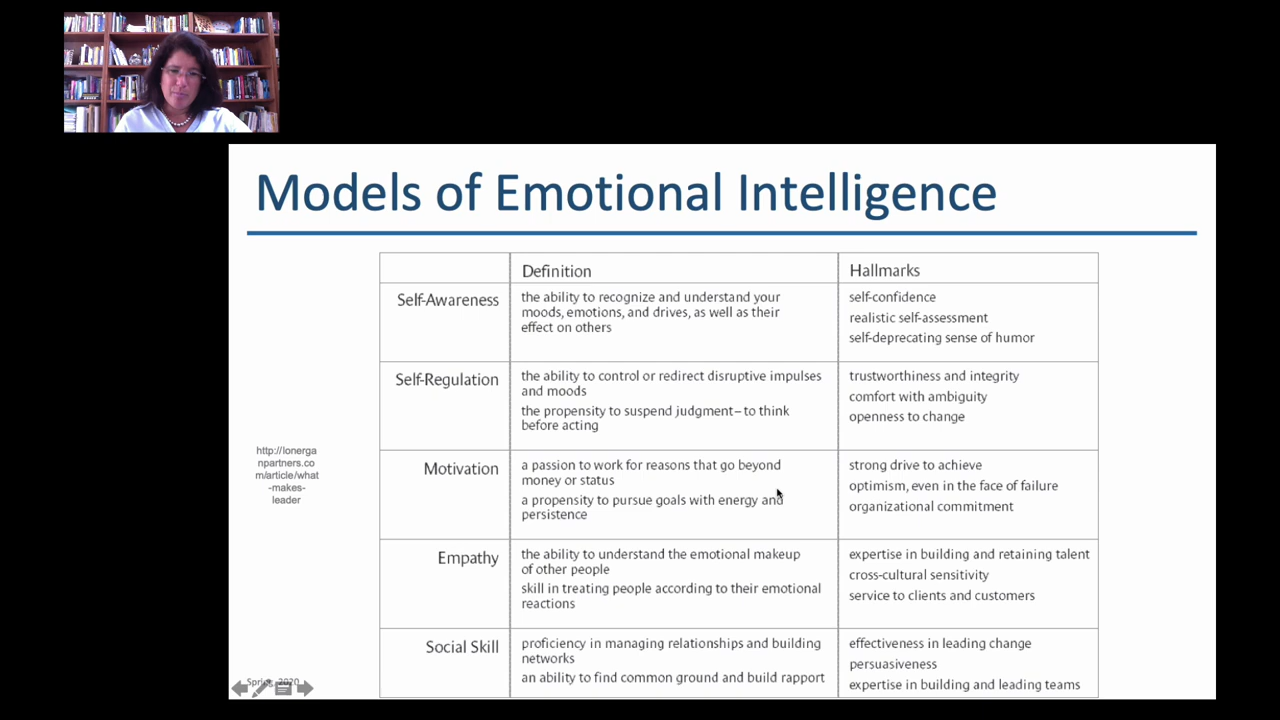 Models of Emotional Intelligence
Definition
Hallmarks
Self-Awareness
the ability to recognize and understand your
moods, emotions, and drives, as well as their
effect on others
self-confidence
realistic self-assessment
self-deprecating sense of humor
Self-Regulation
the ability to control or redirect disruptive impulses
and moods
the propensity to suspend judgment–to think
before acting
trustworthiness and integrity
comfort with ambiguity
openness to change
http://lonerga
npartners.co
m/article/what
-makes-
leader
Motivation
a passion to work for reasons that go beyond
money or status
a propensity to pursue goals with energy and
persistence
strong drive to achieve
optimism, even in the face of failure
organizational commitment
Empathy
the ability to understand the emotional makeup
of other people
skill in treating people according to their emotional
reactions
expertise in building and retaining talent
cross-cultural sensitivity
service to clients and customers
Social Skill
proficiency in managing relationships and building
networks
an ability to find common ground and build rapport
effectiveness in leading change
persuasiveness
expertise in building and leading teams
Spring 2020